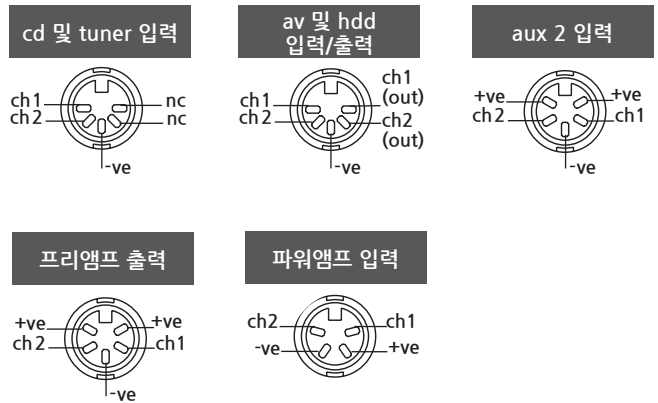 cd 및 tuner 입력
ch1
ch2
nc
nc
-ve
av 및 hdd
입력/출력
ch1
ch2
ch1
(out)
ch2
(out)
-ve
aux 2 입력
+ve
ch2
+ve
ch1
-ve
프리앰프 출력
+ve
ch2
+ve
ch1
-ve
파워앰프 입력
ch2
-ve
ch1
+ve